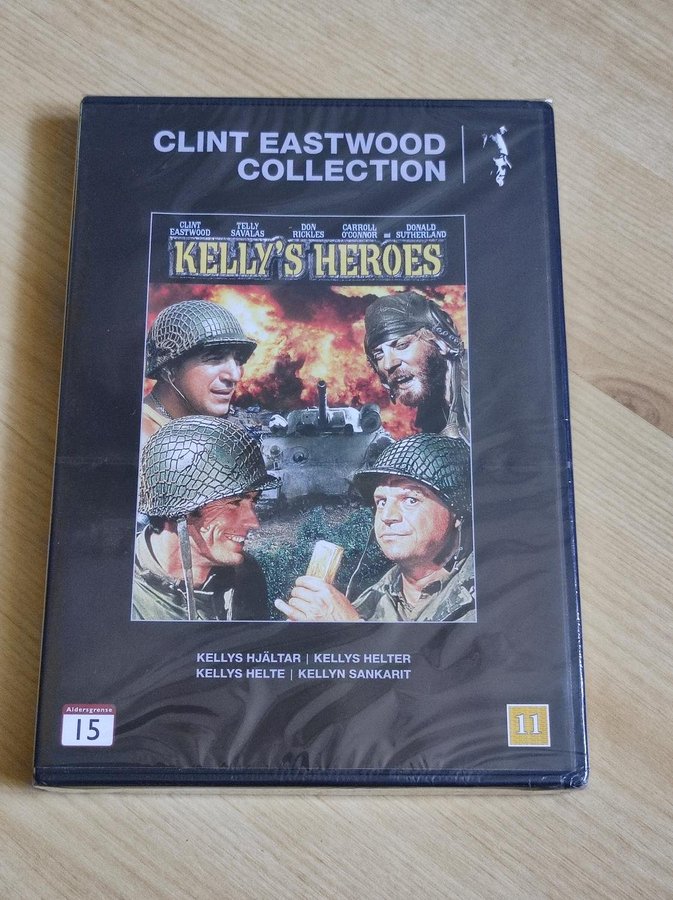 CLINT EASTWOOD
COLLECTION
CLINT EASTWOOD TELLY SAVALAS DON RICKLES CARROLL O'CONNOR and DONALD SUTHERLAND
KELLY'S HEROES
KELLYS HJÄLTAR | KELLYS HELTER
KELLYS HELTE | KELLYN SANKARIT
Aldersgrense
15
11